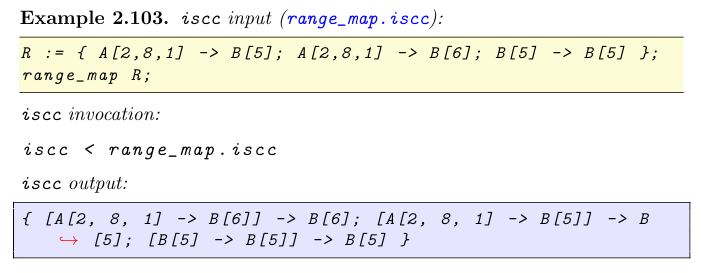 Example 2.103. iscc input (range_map.iscc):
R := { A[2,8,1] -> B[5]; A[2,8,1] -> B[6]; B[5] -> B[5] };
range_map R;
iscc invocation:
iscc < range_map.iscc
iscc output:
{ [A[2, 8, 1] -> B[6]] -> B[6]; [A[2, 8, 1] -> B[5]] -> B
↪ [5]; [B[5] -> B[5]] -> B[5] }